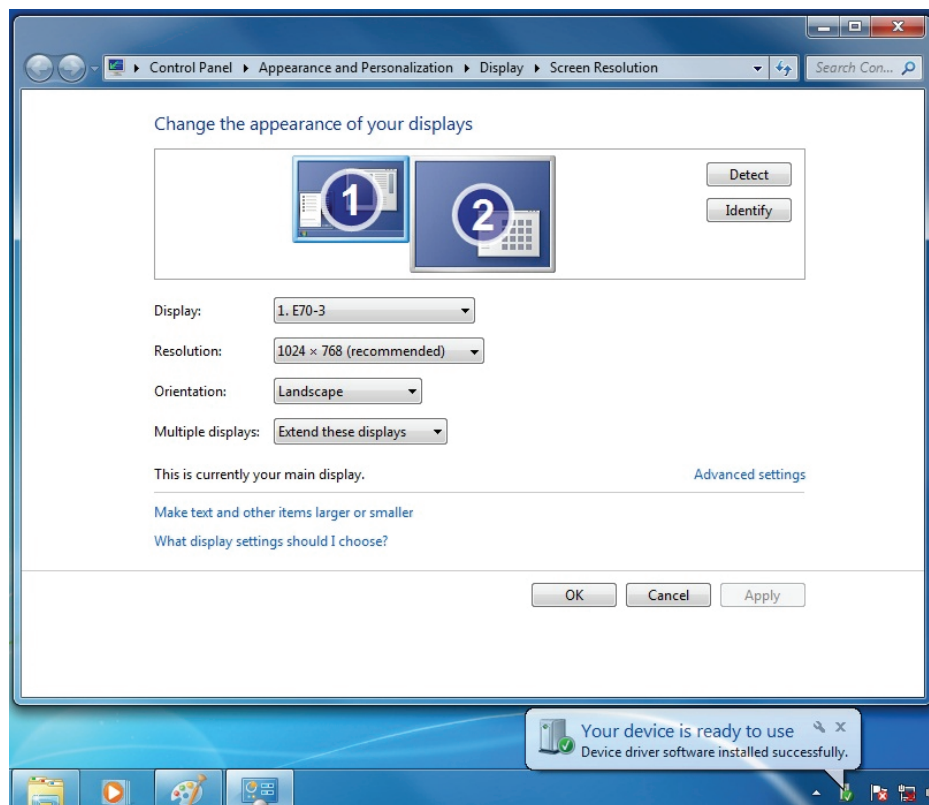 Control Panel ▸ Appearance and Personalization ▸ Display ▸ Screen Resolution
Search Con...
Change the appearance of your displays
1
2
Detect
Identify
Display: 1. E70-3
Resolution: 1024 × 768 (recommended)
Orientation: Landscape
Multiple displays: Extend these displays
This is currently your main display. Advanced settings
Make text and other items larger or smaller
What display settings should I choose?
OK Cancel Apply
Your device is ready to use
Device driver software installed successfully.